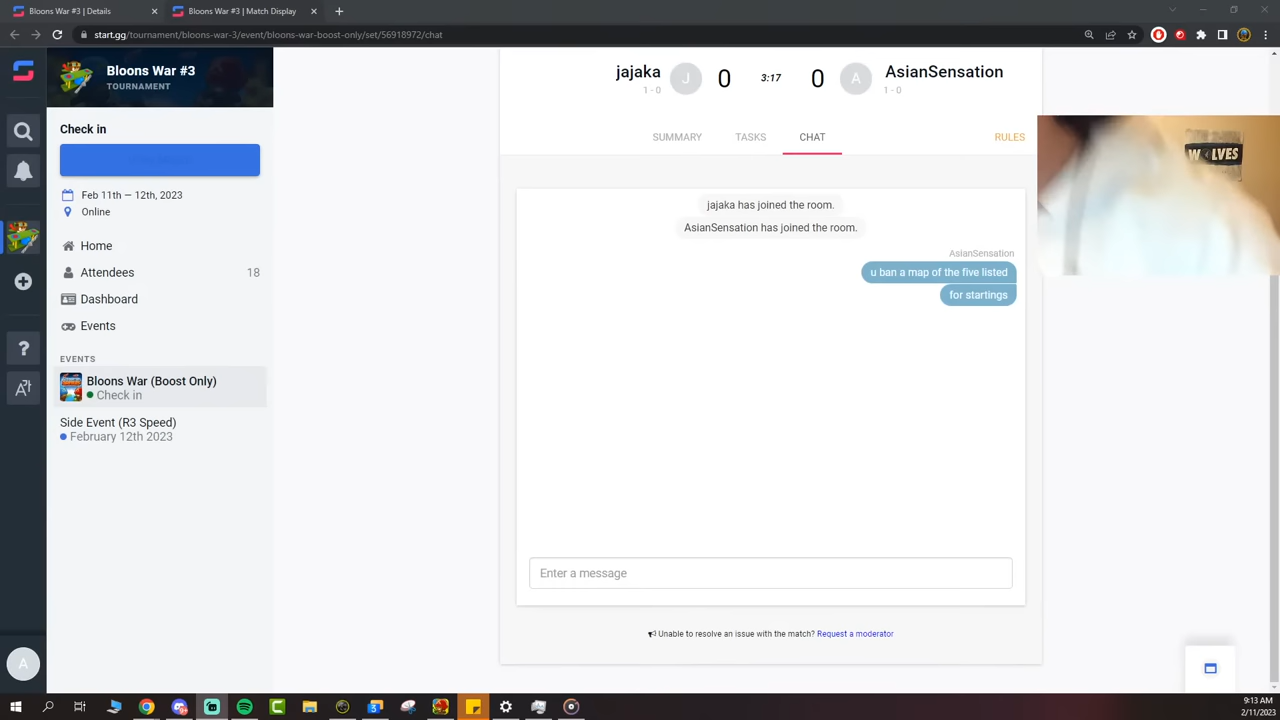 Bloons War #3 | Details
Bloons War #3 | Match Display
start.gg/tournament/bloons-war-3/event/bloons-war-boost-only/set/56918972/chat
Bloons War #3
TOURNAMENT
Check in
Feb 11th — 12th, 2023
Online
Home
Attendees 18
Dashboard
Events
EVENTS
Bloons War (Boost Only)
Check in
Side Event (R3 Speed)
February 12th 2023
A
jajaka J 0 3:17 0 A AsianSensation
1 - 0 1 - 0
SUMMARY TASKS CHAT RULES
jajaka has joined the room.
AsianSensation has joined the room.
AsianSensation
u ban a map of the five listed
for startings
Enter a message
Unable to resolve an issue with the match? Request a moderator
W LVES
9:13 AM
2/11/2023